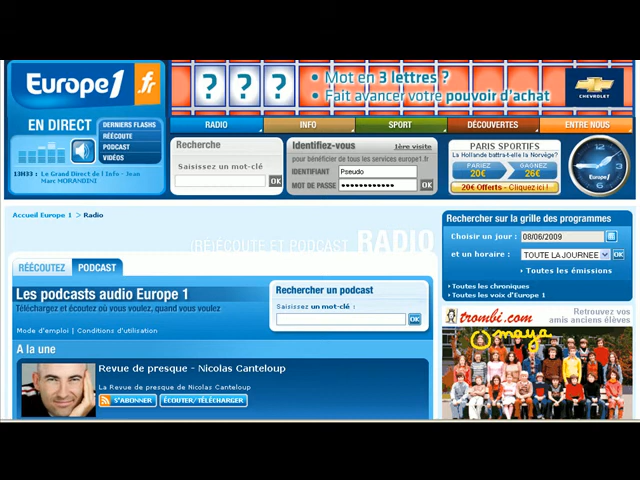 Europe1 .fr
EN DIRECT
DERNIERS FLASHS
RÉÉCOUTE
PODCAST
VIDÉOS
13H33 : Le Grand Direct de l Info - Jean
Marc MORANDINI
? ? ?
• Mot en 3 lettres ?
• Fait avancer votre pouvoir d'achat
CHEVROLET
RADIO
INFO
SPORT
DÉCOUVERTES
ENTRE NOUS
Recherche
Saisissez un mot-clé
OK
Identifiez-vous
1ère visite
pour bénéficier de tous les services europe1.fr
IDENTIFIANT
Pseudo
MOT DE PASSE
OK
PARIS SPORTIFS
La Hollande battra-t-elle la Norvège?
PARIEZ
20€
GAGNEZ
26€
20€ Offerts - Cliquez ici !
12
3
6
9
Europe1
Accueil Europe 1 > Radio
(RÉ)ÉCOUTE ET PODCAST RADIO
RÉÉCOUTEZ
PODCAST
Les podcasts audio Europe 1
Téléchargez et écoutez où vous voulez, quand vous voulez
Mode d'emploi | Conditions d'utilisation
Rechercher un podcast
Saisissez un mot-clé :
OK
A la une
Revue de presque - Nicolas Canteloup
La Revue de presque de Nicolas Canteloup
S'ABONNER
ÉCOUTER/TÉLÉCHARGER
Rechercher sur la grille des programmes
Choisir un jour :
08/06/2009
et un horaire :
TOUTE LA JOURNEE
OK
Toutes les émissions
Toutes les chroniques
Toutes les voix d'Europe 1
trombi.com
Retrouvez vos
amis anciens élèves
maya